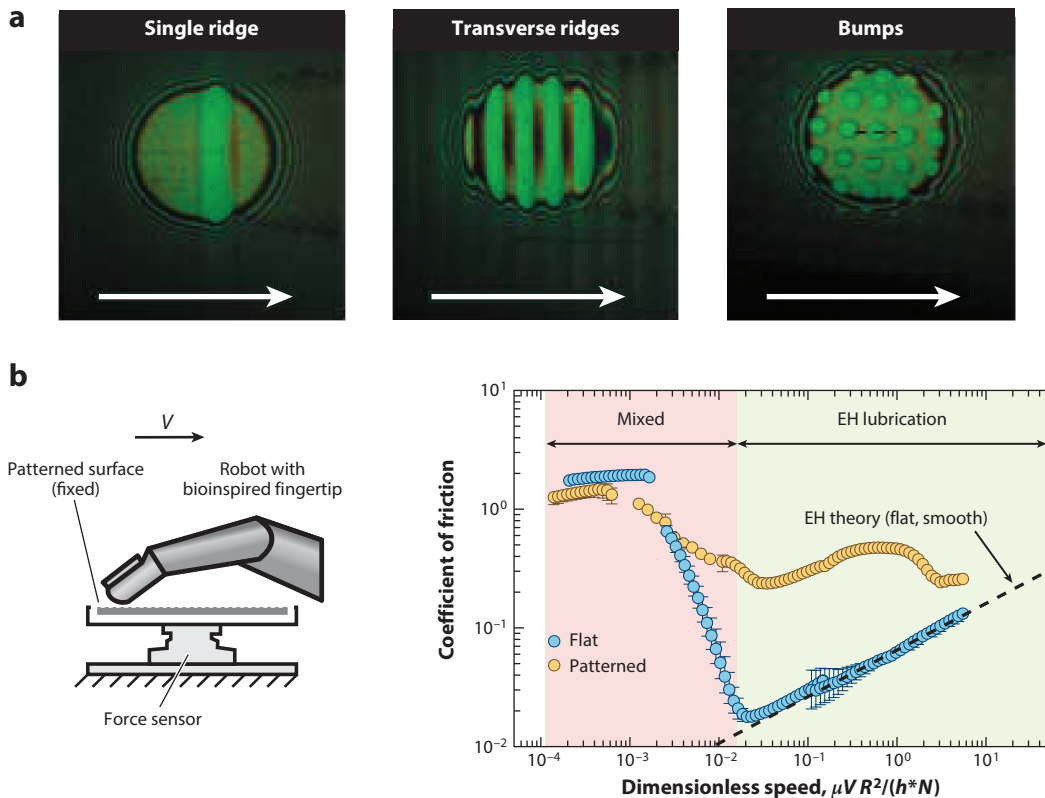 a
Single ridge
Transverse ridges
Bumps
b
V
Patterned surface
(fixed)
Robot with
bioinspired fingertip
Force sensor
Coefficient of friction
10¹
10⁰
10⁻¹
10⁻²
Mixed
EH lubrication
EH theory (flat, smooth)
Flat
Patterned
10⁻⁴
10⁻³
10⁻²
10⁻¹
10⁰
10¹
Dimensionless speed, μVR²/(h*N)